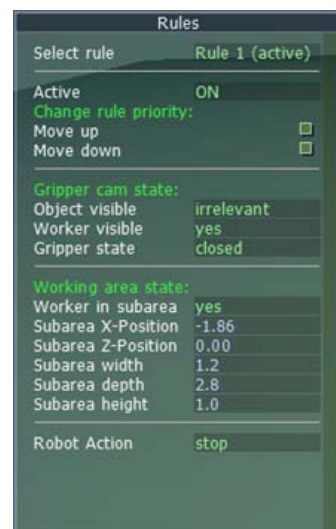 Rules
Select rule Rule 1 (active)
Active ON
Change rule priority:
Move up
Move down
Gripper cam state:
Object visible irrelevant
Worker visible yes
Gripper state closed
Working area state:
Worker in subarea yes
Subarea X-Position -1.86
Subarea Z-Position 0.00
Subarea width 1.2
Subarea depth 2.8
Subarea height 1.0
Robot Action stop